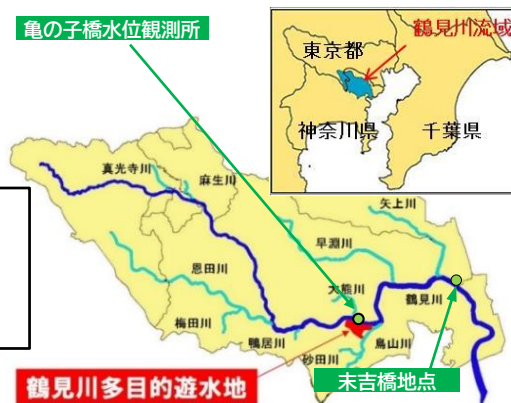 亀の子橋水位観測所
鶴見川流域
東京都
神奈川県
千葉県
真光寺川
麻生川
矢上川
早淵川
恩田川
大熊川
鶴見川
梅田川
鴨居川
鳥山川
砂田川
鶴見川多目的遊水地
末吉橋地点